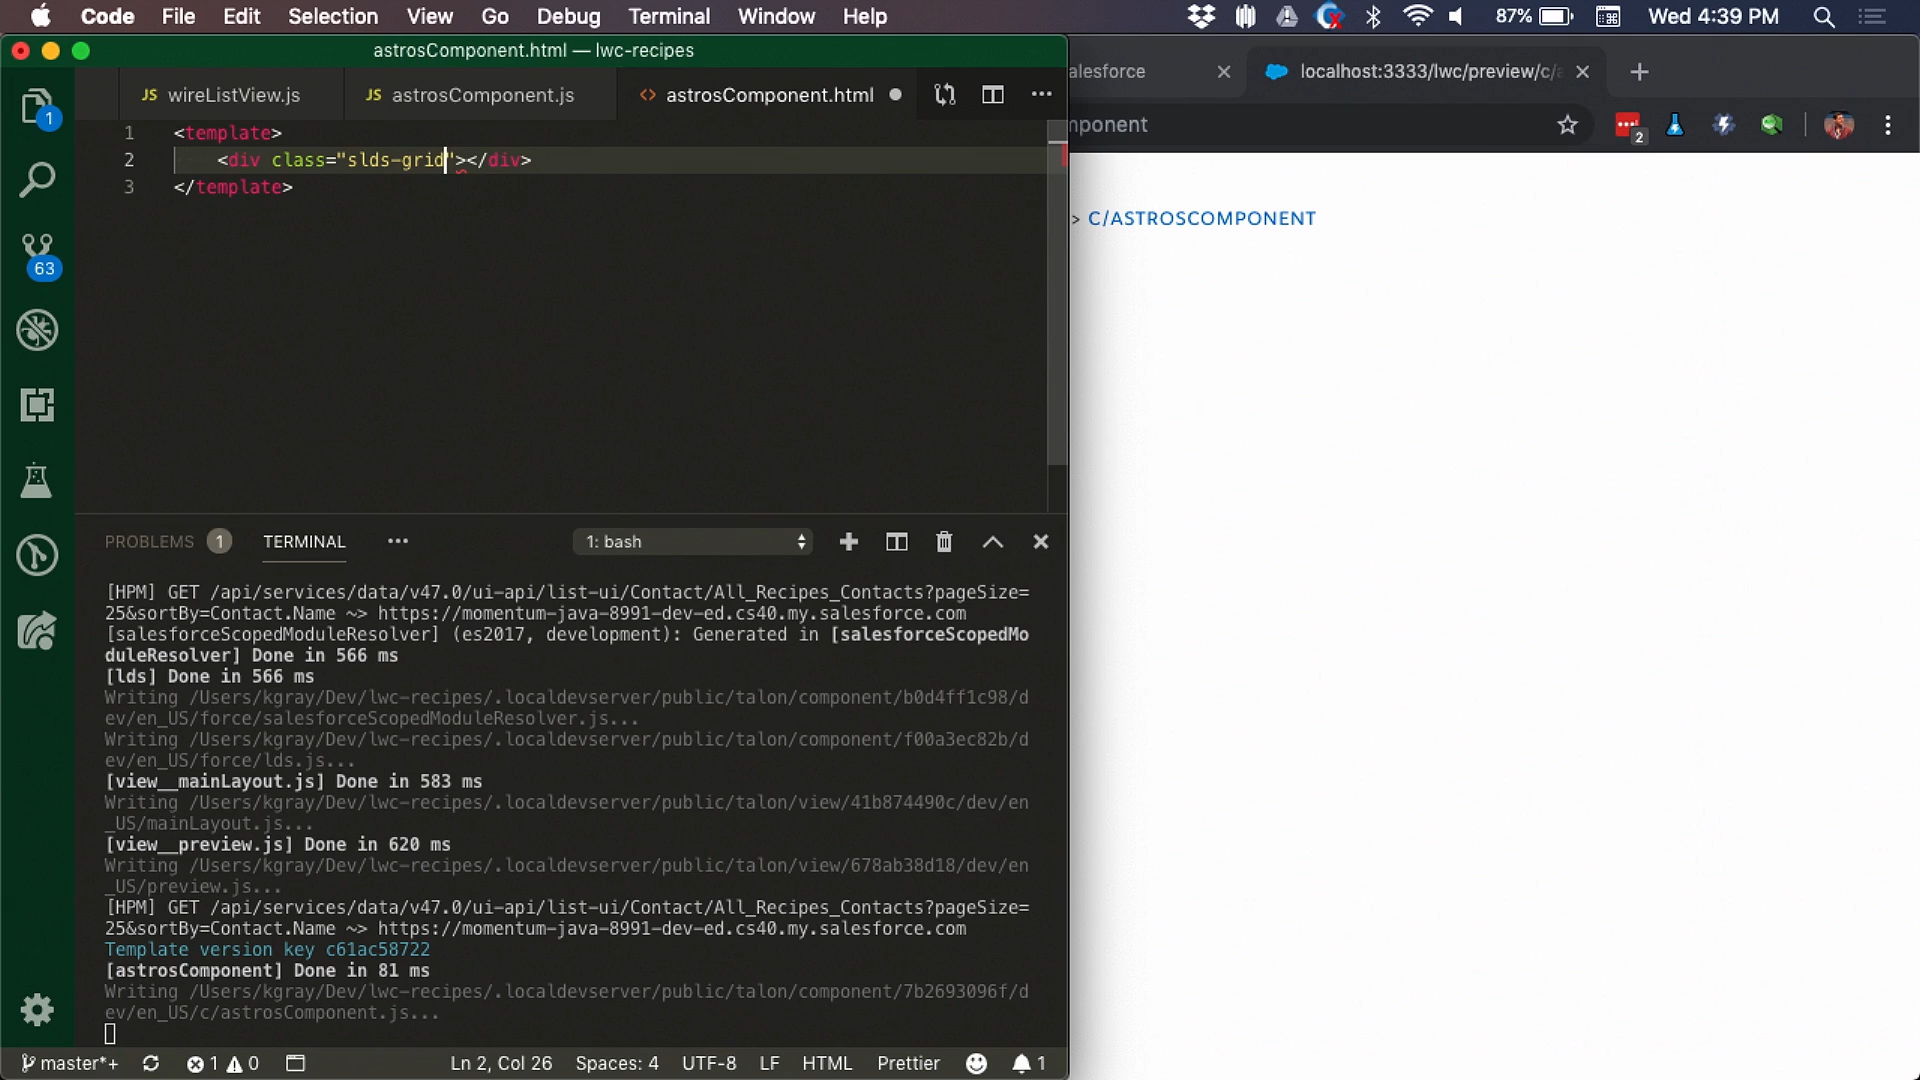 Code File Edit Selection View Go Debug Terminal Window Help 87% Wed 4:39 PM
astrosComponent.html — lwc-recipes
alesforce localhost:3333/lwc/preview/c/a
JS wireListView.js JS astrosComponent.js <> astrosComponent.html
mponent
2
1 <template>
2 <div class="slds-grid"></div>
3 </template>
> C/ASTROSCOMPONENT
1
63
PROBLEMS 1 TERMINAL ••• 1: bash
[HPM] GET /api/services/data/v47.0/ui-api/list-ui/Contact/All_Recipes_Contacts?pageSize=
25&sortBy=Contact.Name ~> https://momentum-java-8991-dev-ed.cs40.my.salesforce.com
[salesforceScopedModuleResolver] (es2017, development): Generated in [salesforceScopedMo
duleResolver] Done in 566 ms
[lds] Done in 566 ms
Writing /Users/kgray/Dev/lwc-recipes/.localdevserver/public/talon/component/b0d4ff1c98/d
ev/en_US/force/salesforceScopedModuleResolver.js...
Writing /Users/kgray/Dev/lwc-recipes/.localdevserver/public/talon/component/f00a3ec82b/d
ev/en_US/force/lds.js...
[view__mainLayout.js] Done in 583 ms
Writing /Users/kgray/Dev/lwc-recipes/.localdevserver/public/talon/view/41b874490c/dev/en
_US/mainLayout.js...
[view__preview.js] Done in 620 ms
Writing /Users/kgray/Dev/lwc-recipes/.localdevserver/public/talon/view/678ab38d18/dev/en
_US/preview.js...
[HPM] GET /api/services/data/v47.0/ui-api/list-ui/Contact/All_Recipes_Contacts?pageSize=
25&sortBy=Contact.Name ~> https://momentum-java-8991-dev-ed.cs40.my.salesforce.com
Template version key c61ac58722
[astrosComponent] Done in 81 ms
Writing /Users/kgray/Dev/lwc-recipes/.localdevserver/public/talon/component/7b2693096f/d
ev/en_US/c/astrosComponent.js...
master*+ 1 0 Ln 2, Col 26 Spaces: 4 UTF-8 LF HTML Prettier 1